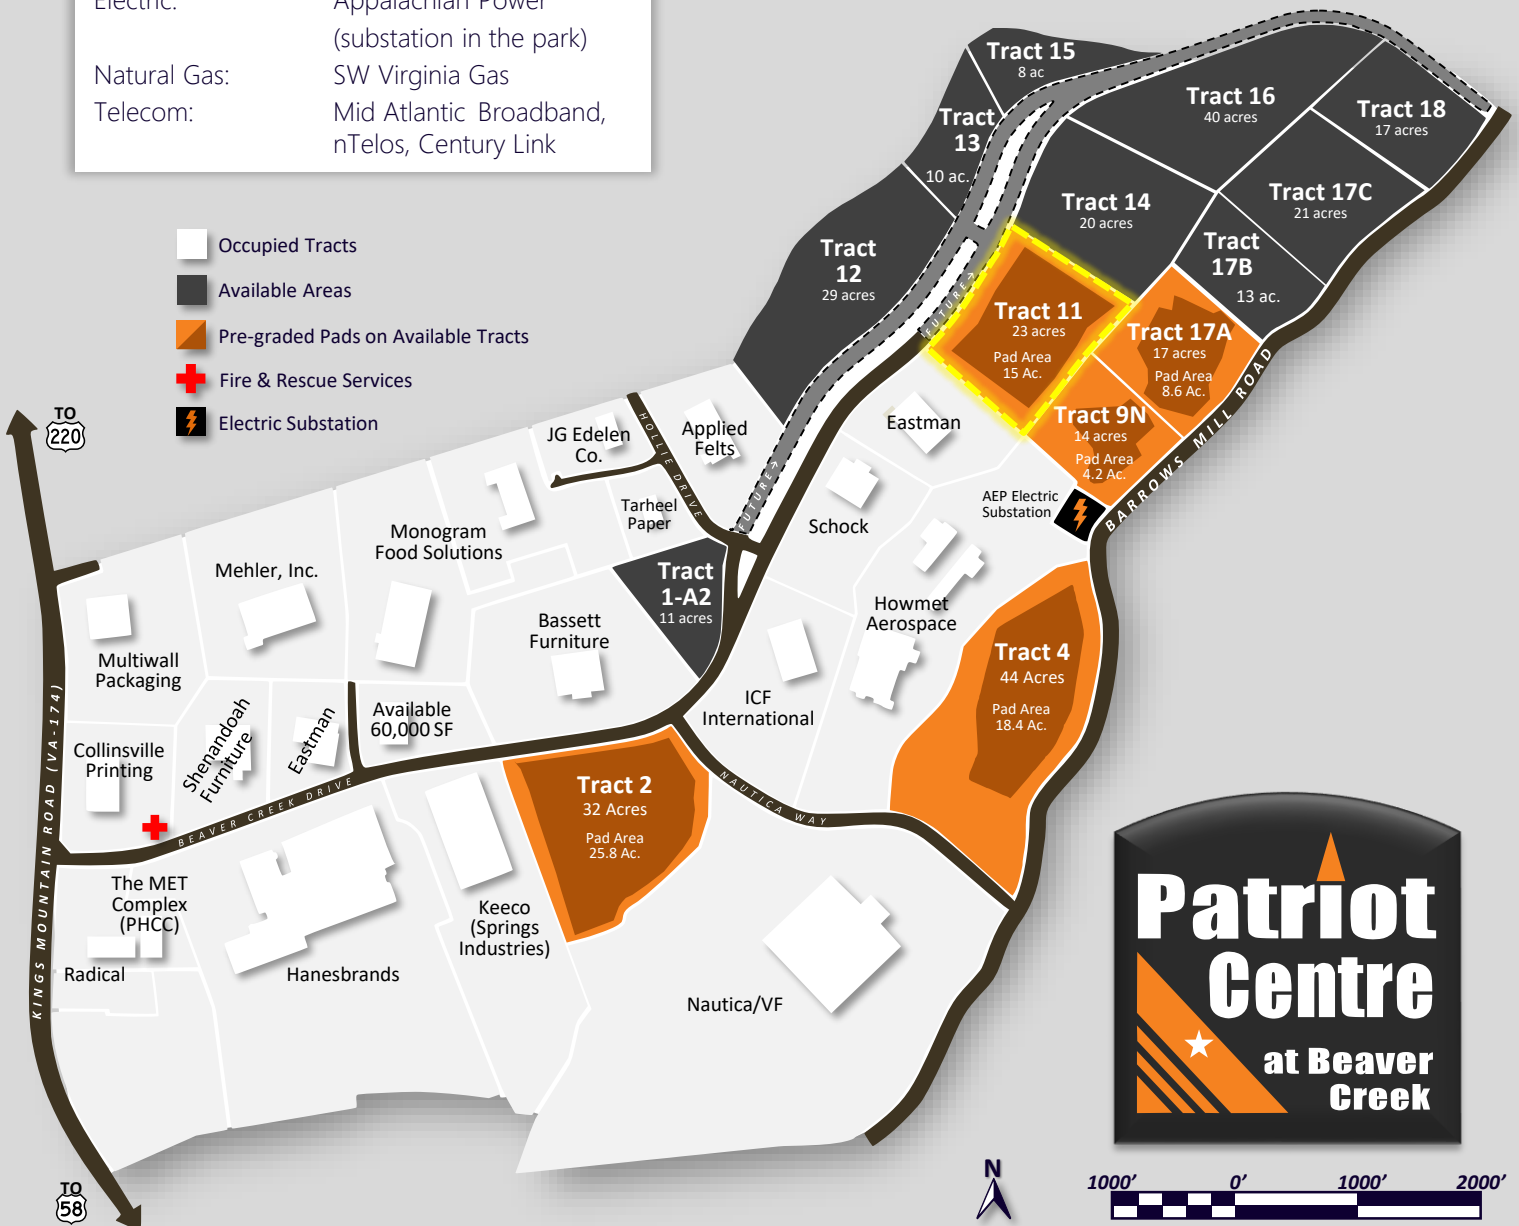 Electric: Appalachian Power
(substation in the park)
Natural Gas: SW Virginia Gas
Telecom: Mid Atlantic Broadband,
nTelos, Century Link
Occupied Tracts
Available Areas
Pre-graded Pads on Available Tracts
Fire & Rescue Services
Electric Substation
TO
220
Tract 15
8 ac
Tract
13
10 ac.
Tract 16
40 acres
Tract 18
17 acres
Tract 14
20 acres
Tract 17C
21 acres
Tract
17B
13 ac.
Tract
12
29 acres
FUTURE
Tract 11
23 acres
Pad Area
15 Ac.
Tract 17A
17 acres
Pad Area
8.6 Ac.
Tract 9N
14 acres
Pad Area
4.2 Ac.
BARROWS MILL ROAD
AEP Electric
Substation
Eastman
Schock
JG Edelen
Co.
HOLLIE DRIVE
Applied
Felts
Tarheel
Paper
FUTURE
Monogram
Food Solutions
Mehler, Inc.
Tract
1-A2
11 acres
Bassett
Furniture
Howmet
Aerospace
Tract 4
44 Acres
Pad Area
18.4 Ac.
ICF
International
Multiwall
Packaging
Collinsville
Printing
Shenandoah
Furniture
Eastman
Available
60,000 SF
KINGS MOUNTAIN ROAD (VA-174)
BEAVER CREEK DRIVE
NAUTICA WAY
Tract 2
32 Acres
Pad Area
25.8 Ac.
The MET
Complex
(PHCC)
Radical
Hanesbrands
Keeco
(Springs
Industries)
Nautica/VF
Patriot
Centre
at Beaver
Creek
TO
58
N
1000' 0' 1000' 2000'